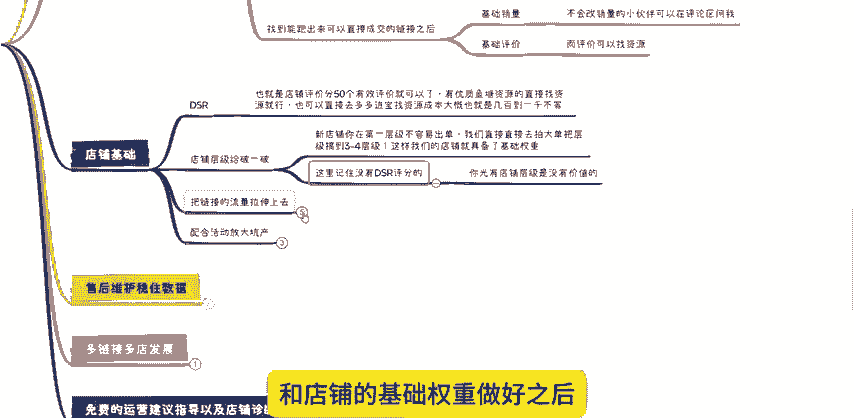 基础销量
不会改销量的小伙伴可以在评论区问我
找到能跑出来可以直接成交的链接之后
基础评价
两评价可以找资源
也就是店铺评价分50个有效评价就可以了,有优质鱼塘资源的直接找资
DSR
源就行,也可以直接去多多进宝找资源成本大概也就是几百到一千不等
新店铺你在第一层级不容易出单,我们直接直接去拍大单把层
店铺基础
店铺层级给破一破
级搞到3-4层级!这样我们的店铺就具备了基础权重
这里记住没有DSR评分的
你光有店铺层级是没有价值的
把链接的流量拉伸上去
5
配合活动放大坑产
3
售后维护稳住数据
多链接多店发展
1
免费的运营建议指导以及店铺诊
和店铺的基础权重做好之后